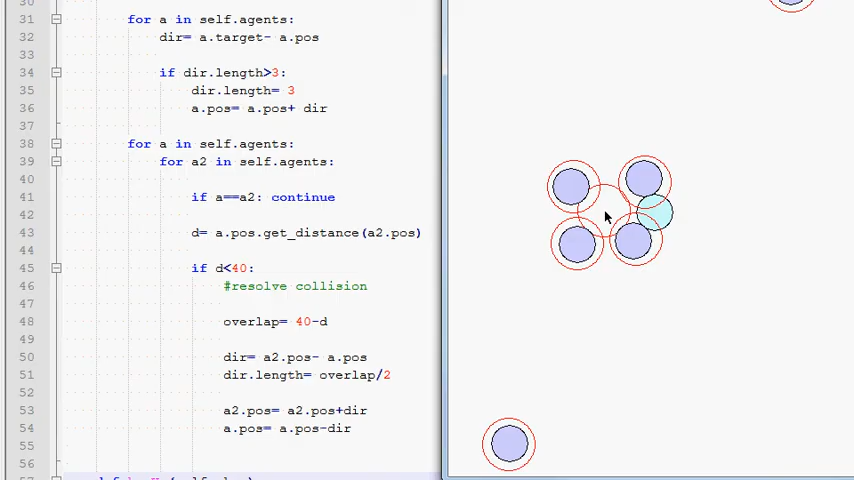 30
31 for a in self.agents:
32 dir= a.target- a.pos
33
34 if dir.length>3:
35 dir.length= 3
36 a.pos= a.pos+ dir
37
38 for a in self.agents:
39 for a2 in self.agents:
40
41 if a==a2: continue
42
43 d= a.pos.get_distance(a2.pos)
44
45 if d<40:
46 #resolve collision
47
48 overlap= 40-d
49
50 dir= a2.pos- a.pos
51 dir.length= overlap/2
52
53 a2.pos= a2.pos+dir
54 a.pos= a.pos-dir
55
56
57